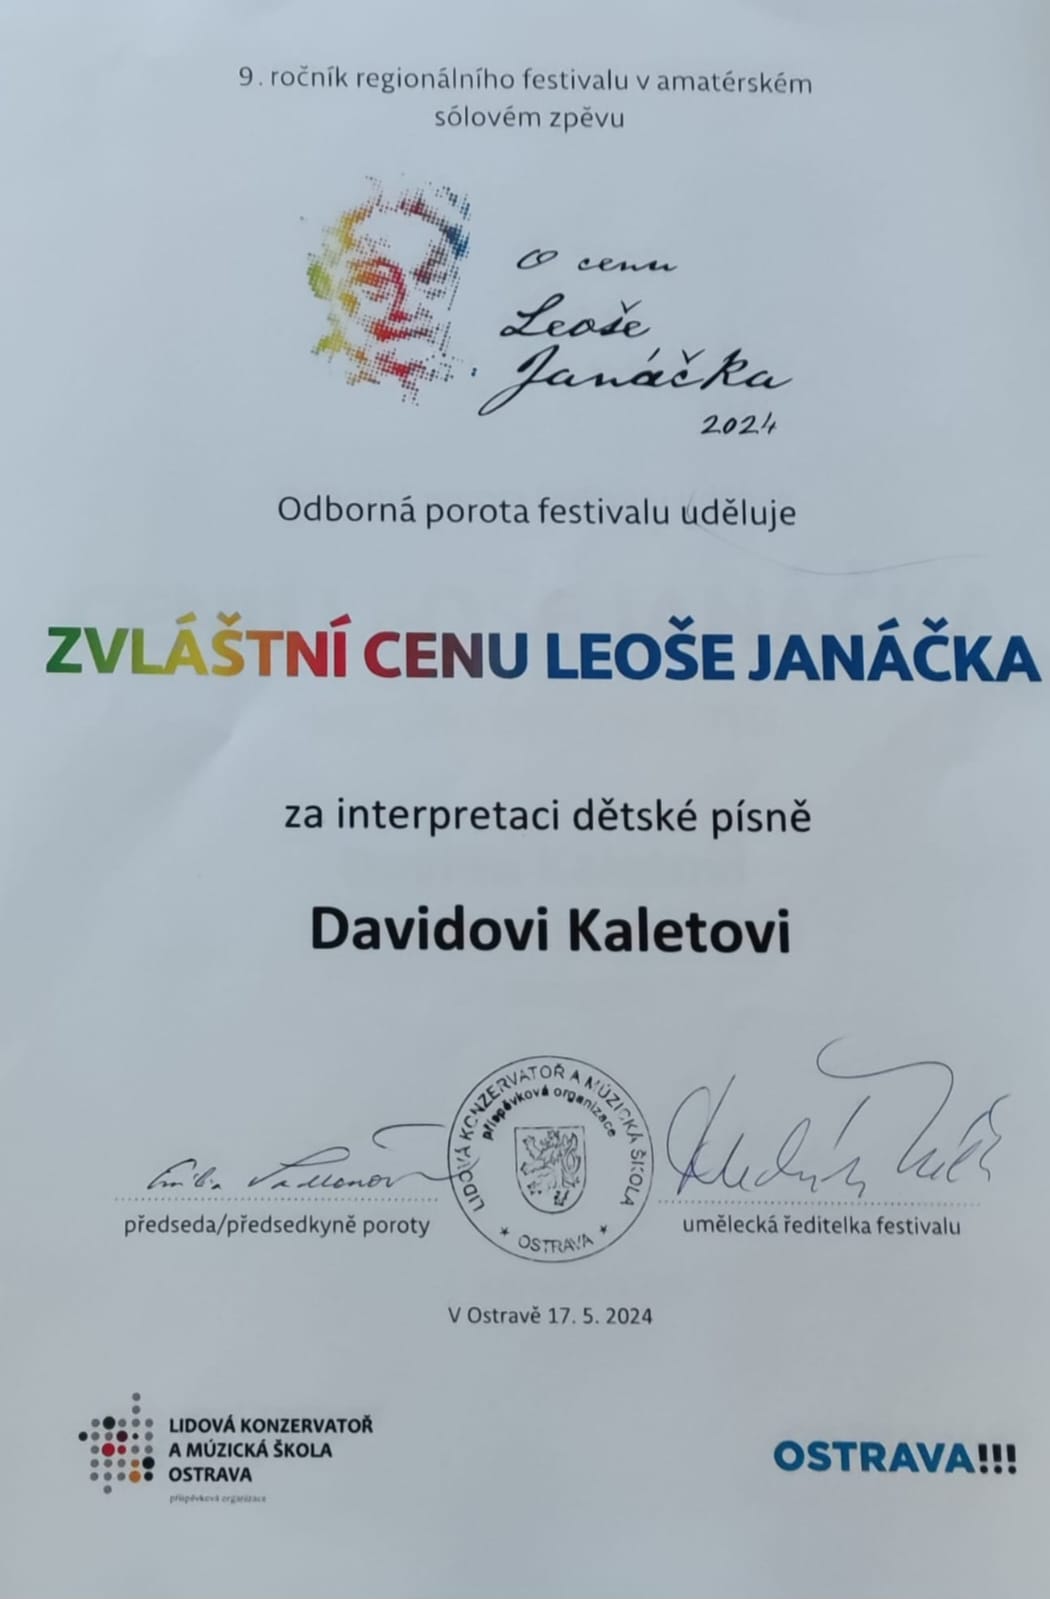 9. ročník regionálního festivalu v amatérském
sólovém zpěvu
O cenu
Leoše
Janáčka
2024
Odborná porota festivalu uděluje
ZVLÁŠTNÍ CENU LEOŠE JANÁČKA
za interpretaci dětské písně
Davidovi Kaletovi
LIDOVÁ KONZERVATOŘ A MÚZICKÁ ŠKOLA
příspěvková organizace
* OSTRAVA *
předseda/předsedkyně poroty
umělecká ředitelka festivalu
V Ostravě 17. 5. 2024
LIDOVÁ KONZERVATOŘ
A MÚZICKÁ ŠKOLA
OSTRAVA
příspěvková organizace
OSTRAVA!!!